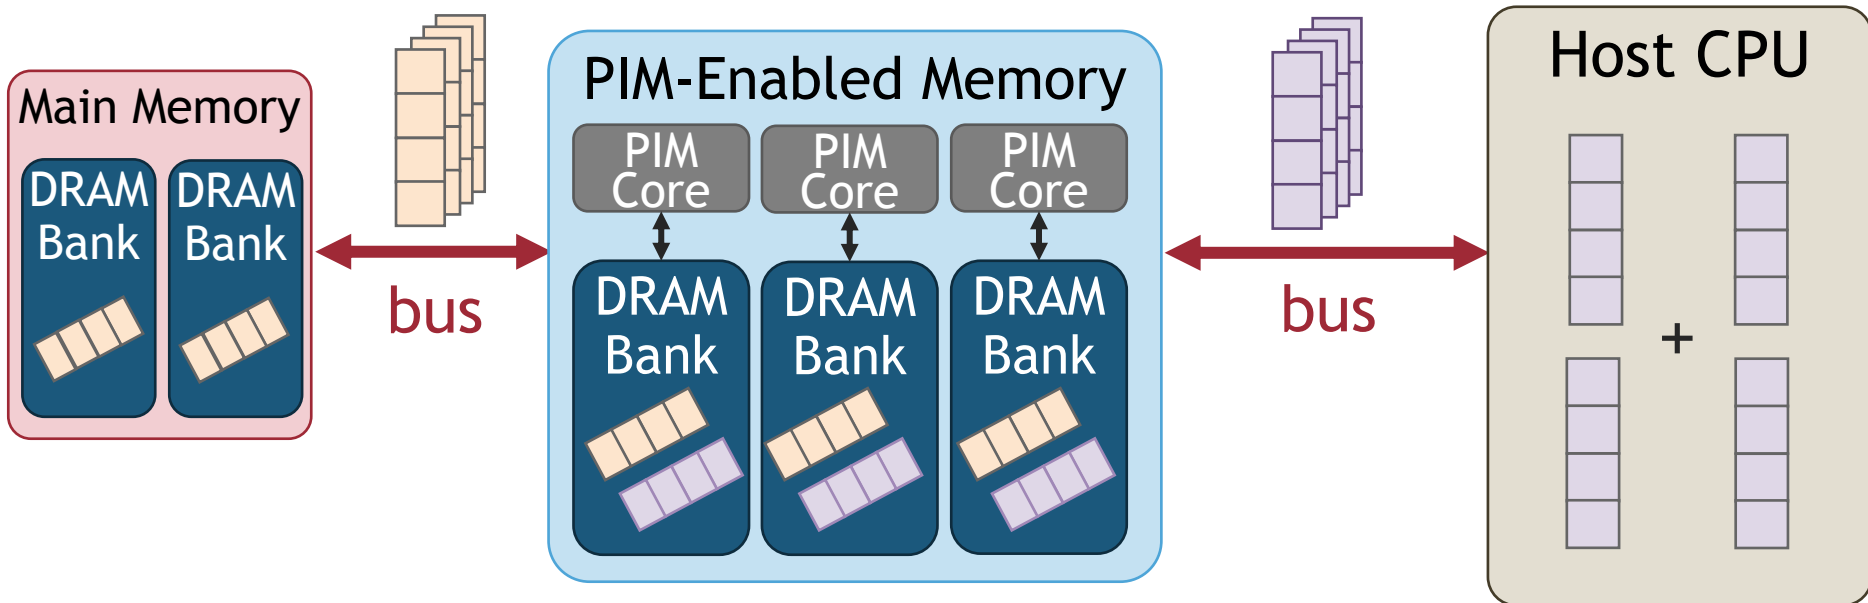 Main Memory
DRAM
Bank
DRAM
Bank
bus
PIM-Enabled Memory
PIM
Core
PIM
Core
PIM
Core
DRAM
Bank
DRAM
Bank
DRAM
Bank
bus
Host CPU
+